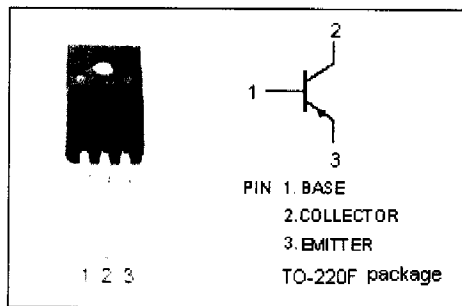 2
1
3
PIN 1. BASE
2.COLLECTOR
3.EMITTER
1 2 3
TO-220F package